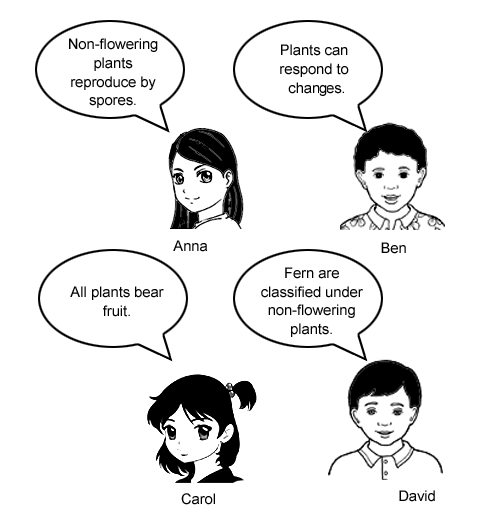 Non-flowering
plants
reproduce by
spores.
Plants can
respond to
changes.
Anna
Ben
All plants bear
fruit.
Fern are
classified under
non-flowering
plants.
Carol
David